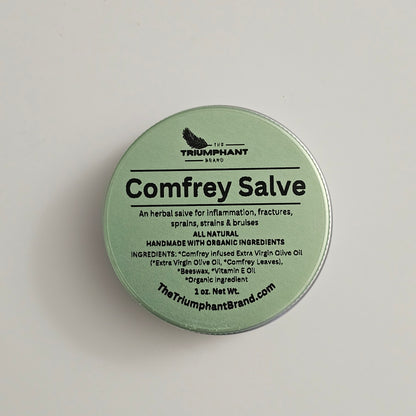 THE
TRIUMPHANT
BRAND
Comfrey Salve
An herbal salve for inflammation, fractures,
sprains, strains & bruises
ALL NATURAL
HANDMADE WITH ORGANIC INGREDIENTS
INGREDIENTS: *Comfrey Infused Extra Virgin Olive Oil
(*Extra Virgin Olive Oil, *Comfrey Leaves),
*Beeswax, *Vitamin E Oil
*Organic Ingredient
1 oz. Net Wt.
TheTriumphantBrand.com